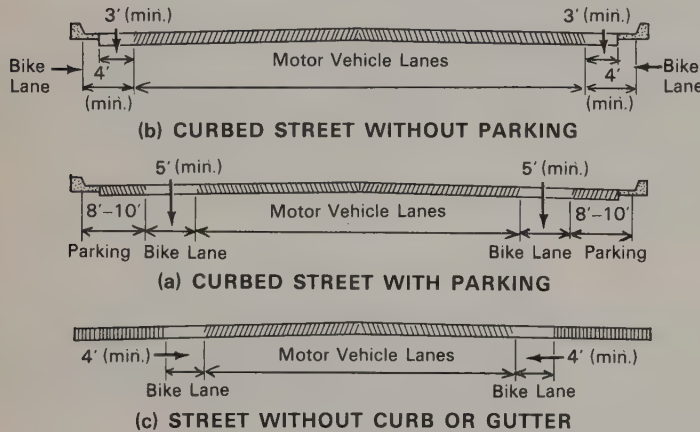 3' (min.) 3' (min.)
Bike Lane 4' (min.) Motor Vehicle Lanes 4' (min.) Bike Lane
(b) CURBED STREET WITHOUT PARKING
5' (min.) 5' (min.)
8'-10' Motor Vehicle Lanes 8'-10'
Parking Bike Lane Bike Lane Parking
(a) CURBED STREET WITH PARKING
4' (min.) Motor Vehicle Lanes 4' (min.)
Bike Lane Bike Lane
(c) STREET WITHOUT CURB OR GUTTER